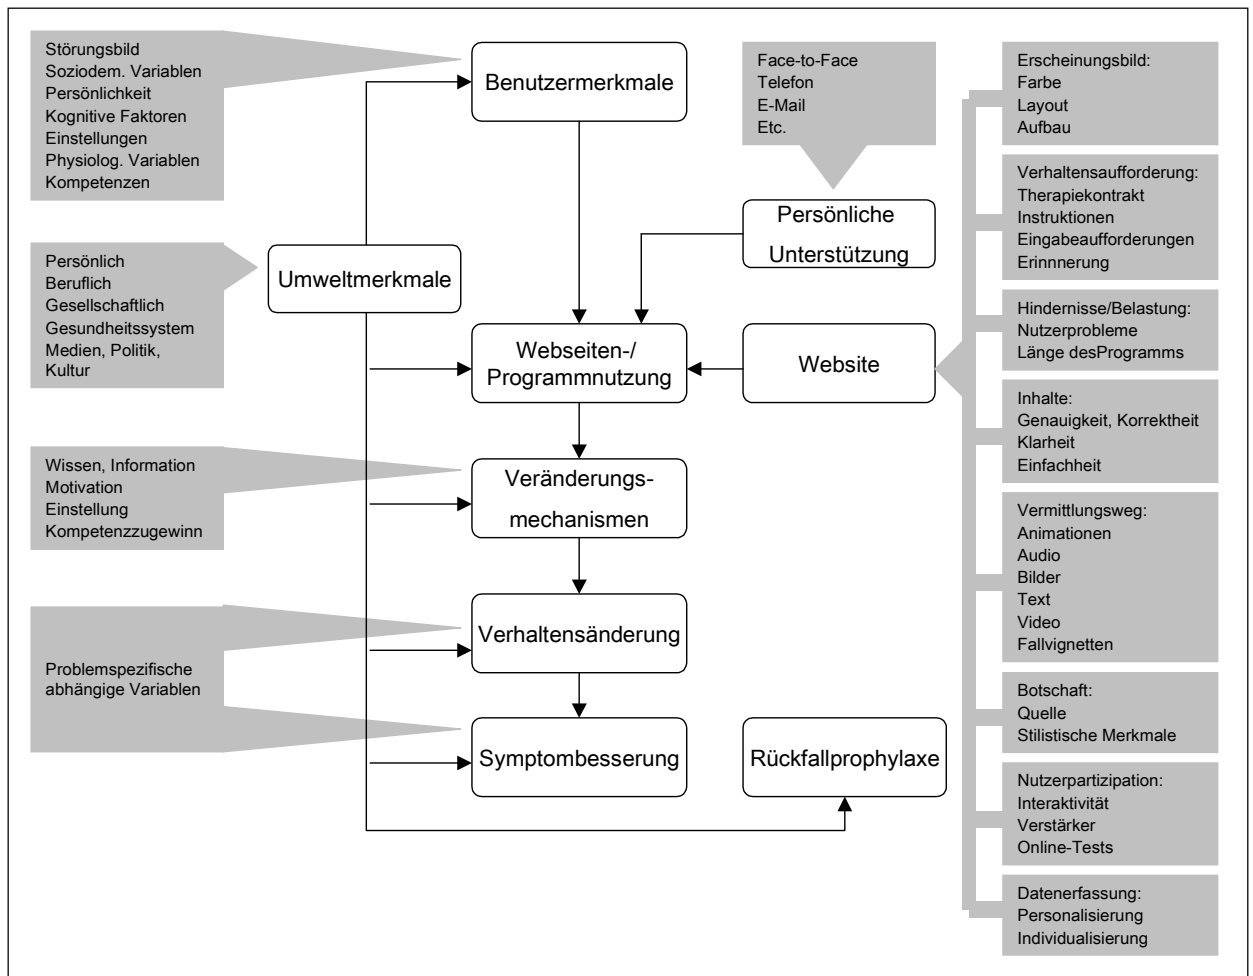 Störungsbild
Soziodem. Variablen
Persönlichkeit
Kognitive Faktoren
Einstellungen
Physiolog. Variablen
Kompetenzen
Benutzermerkmale
Face-to-Face
Telefon
E-Mail
Etc.
Persönliche
Unterstützung
Persönlich
Beruflich
Gesellschaftlich
Gesundheitssystem
Medien, Politik,
Kultur
Umweltmerkmale
Webseiten-/
Programmnutzung
Website
Wissen, Information
Motivation
Einstellung
Kompetenzzugewinn
Veränderungs-
mechanismen
Problemspezifische
abhängige Variablen
Verhaltensänderung
Symptombesserung
Rückfallprophylaxe
Erscheinungsbild:
Farbe
Layout
Aufbau
Verhaltensaufforderung:
Therapiekontrakt
Instruktionen
Eingabeaufforderungen
Erinnnerung
Hindernisse/Belastung:
Nutzerprobleme
Länge desProgramms
Inhalte:
Genauigkeit, Korrektheit
Klarheit
Einfachheit
Vermittlungsweg:
Animationen
Audio
Bilder
Text
Video
Fallvignetten
Botschaft:
Quelle
Stilistische Merkmale
Nutzerpartizipation:
Interaktivität
Verstärker
Online-Tests
Datenerfassung:
Personalisierung
Individualisierung